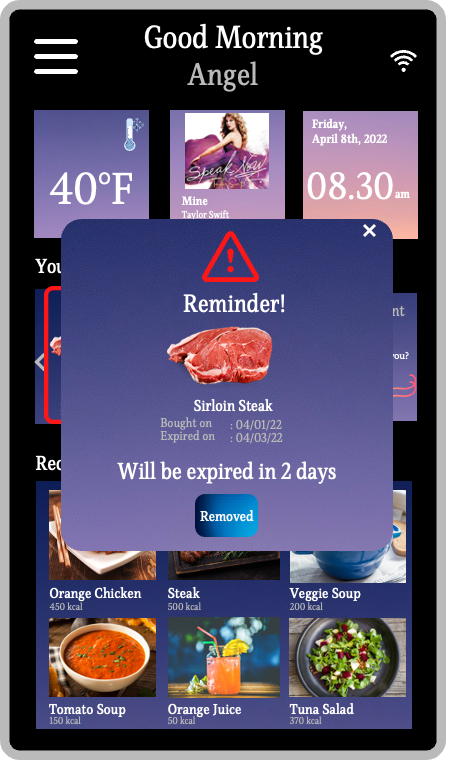 Good Morning
Angel
40°F
Speak Now
Mine
Taylor Swift
Friday,
April 8th, 2022
08.30 am
You
nt
you?
Reminder!
Sirloin Steak
Bought on : 04/01/22
Expired on : 04/03/22
Will be expired in 2 days
Removed
Rec
Orange Chicken
450 kcal
Steak
500 kcal
Veggie Soup
200 kcal
Tomato Soup
150 kcal
Orange Juice
50 kcal
Tuna Salad
370 kcal